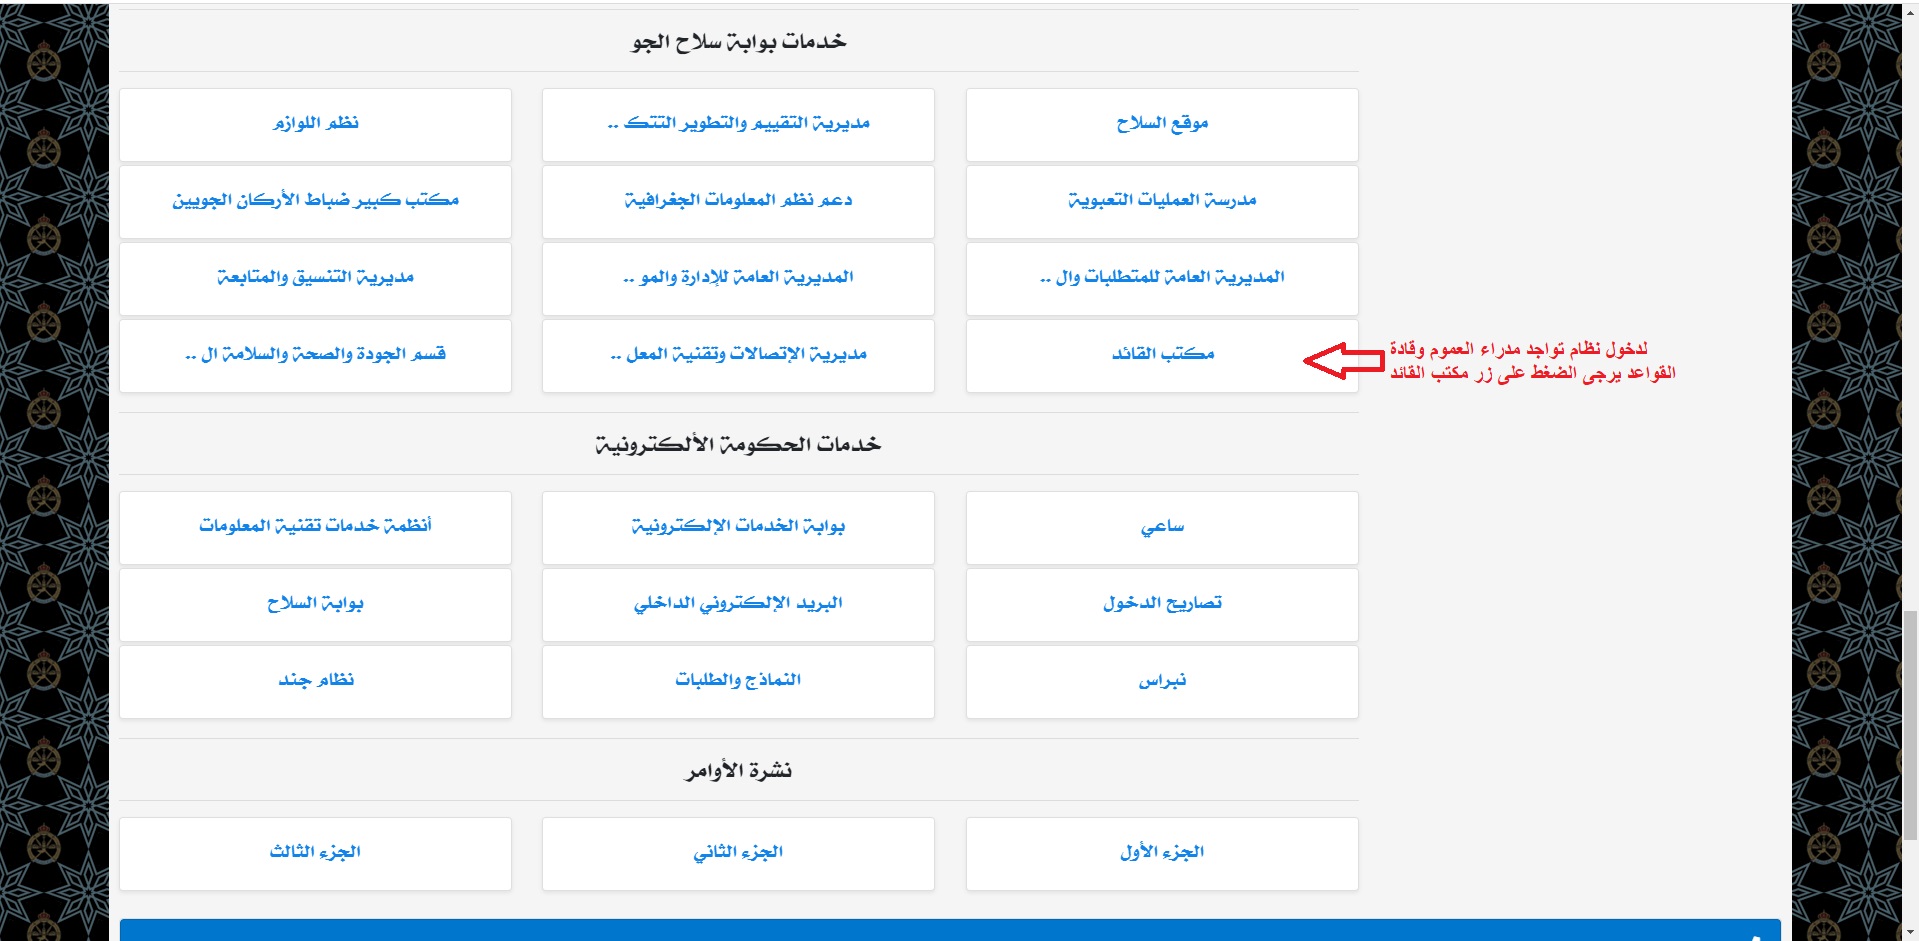 خدمات بوابة سلاح الجو
موقع السلاح
مديرية التقييم والتطوير التتك ..
نظم اللوازم
مدرسة العمليات التعبوية
دعم نظم المعلومات الجغرافية
مكتب كبير ضباط الأركان الجويين
المديرية العامة للمتطلبات وال ..
المديرية العامة للإدارة والمو ..
مديرية التنسيق والمتابعة
لدخول نظام تواجد مدراء العموم وقادة
القواعد يرجى الضغط على زر مكتب القائد
مكتب القائد
مديرية الإتصالات وتقنية المعل ..
قسم الجودة والصحة والسلامة ال ..
خدمات الحكومة الألكترونية
ساعي
بوابة الخدمات الإلكترونية
أنظمة خدمات تقنية المعلومات
تصاريح الدخول
البريد الإلكتروني الداخلي
بوابة السلاح
نبراس
النماذج والطلبات
نظام جند
نشرة الأوامر
الجزء الأول
الجزء الثاني
الجزء الثالث